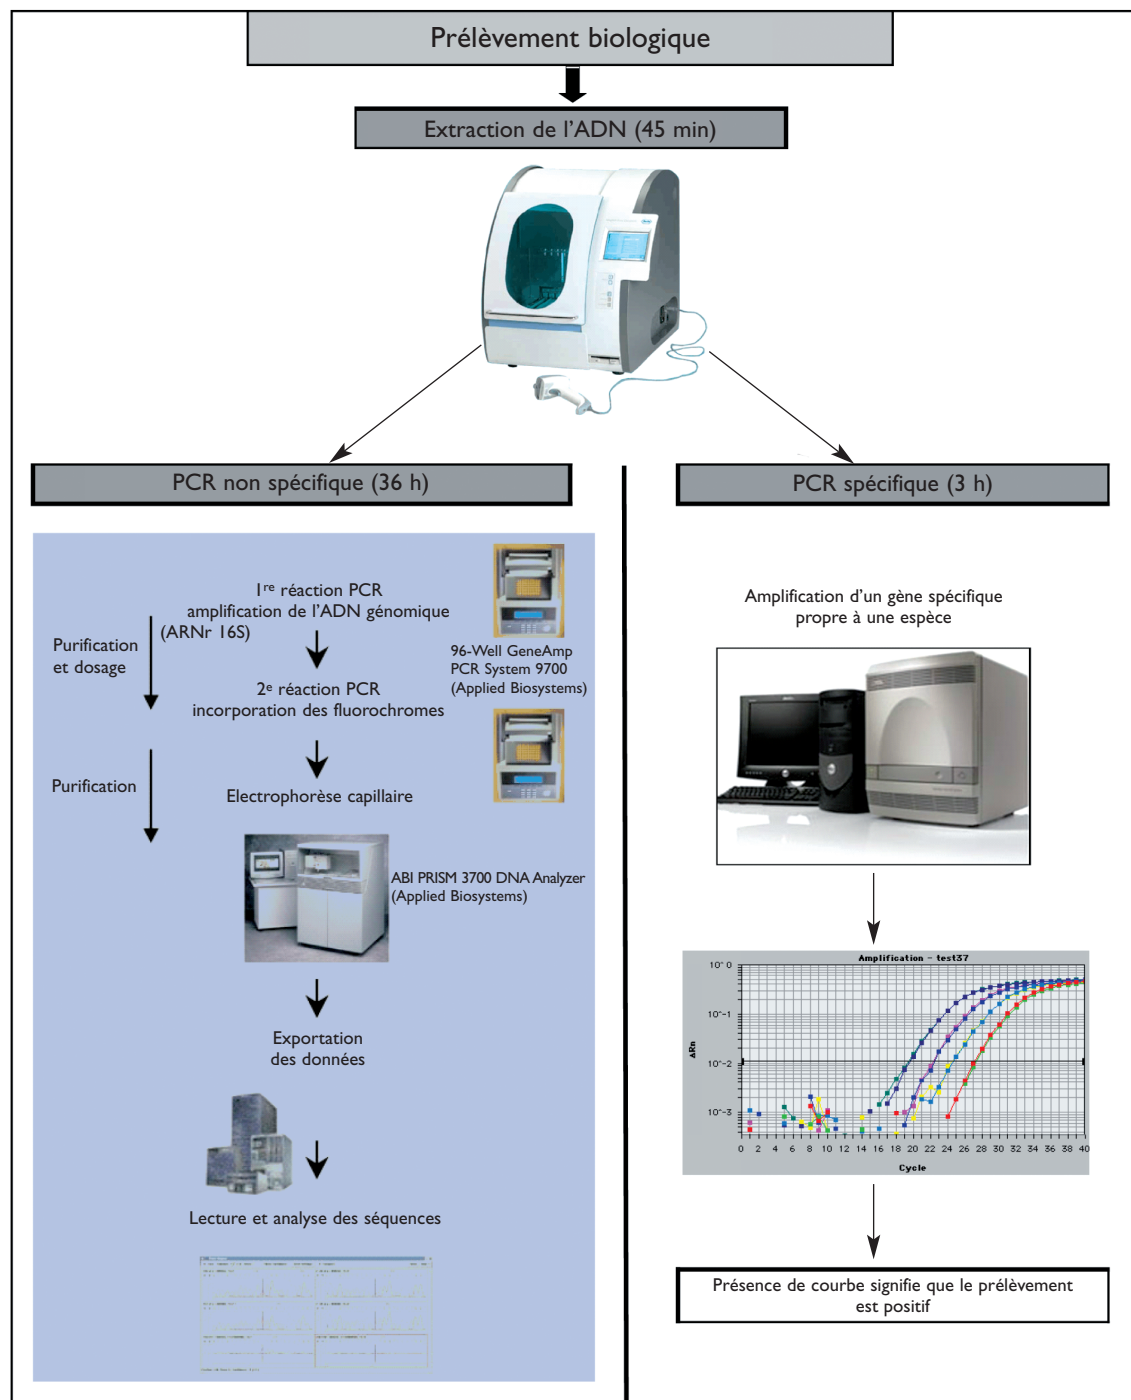 Prélèvement biologique
Extraction de l'ADN (45 min)
PCR non spécifique (36 h)
1re réaction PCR
amplification de l'ADN génomique
(ARNr 16S)
Purification
et dosage
96-Well GeneAmp
PCR System 9700
(Applied Biosystems)
2e réaction PCR
incorporation des fluorochromes
Purification
Electrophorèse capillaire
ABI PRISM 3700 DNA Analyzer
(Applied Biosystems)
Exportation
des données
Lecture et analyse des séquences
PCR spécifique (3 h)
Amplification d'un gène spécifique
propre à une espèce
Amplification - test37
10^ 0
10^-1
10^-2
10^-3
ΔRn
0 2 4 6 8 10 12 14 16 18 20 22 24 26 28 30 32 34 36 38 40
Cycle
Présence de courbe signifie que le prélèvement
est positif